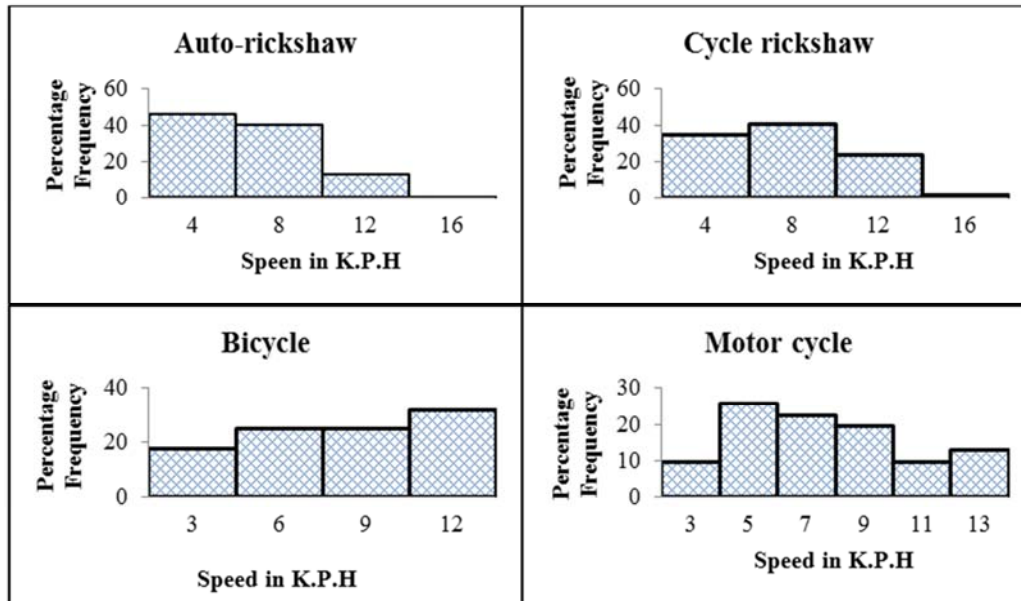 Auto-rickshaw
Percentage
Frequency
60
40
20
0
4 8 12 16
Speen in K.P.H
Cycle rickshaw
Percentage
Frequency
60
40
20
0
4 8 12 16
Speed in K.P.H
Bicycle
Percentage
Frequency
40
20
0
3 6 9 12
Speed in K.P.H
Motor cycle
Percentage
Frequency
30
20
10
0
3 5 7 9 11 13
Speed in K.P.H